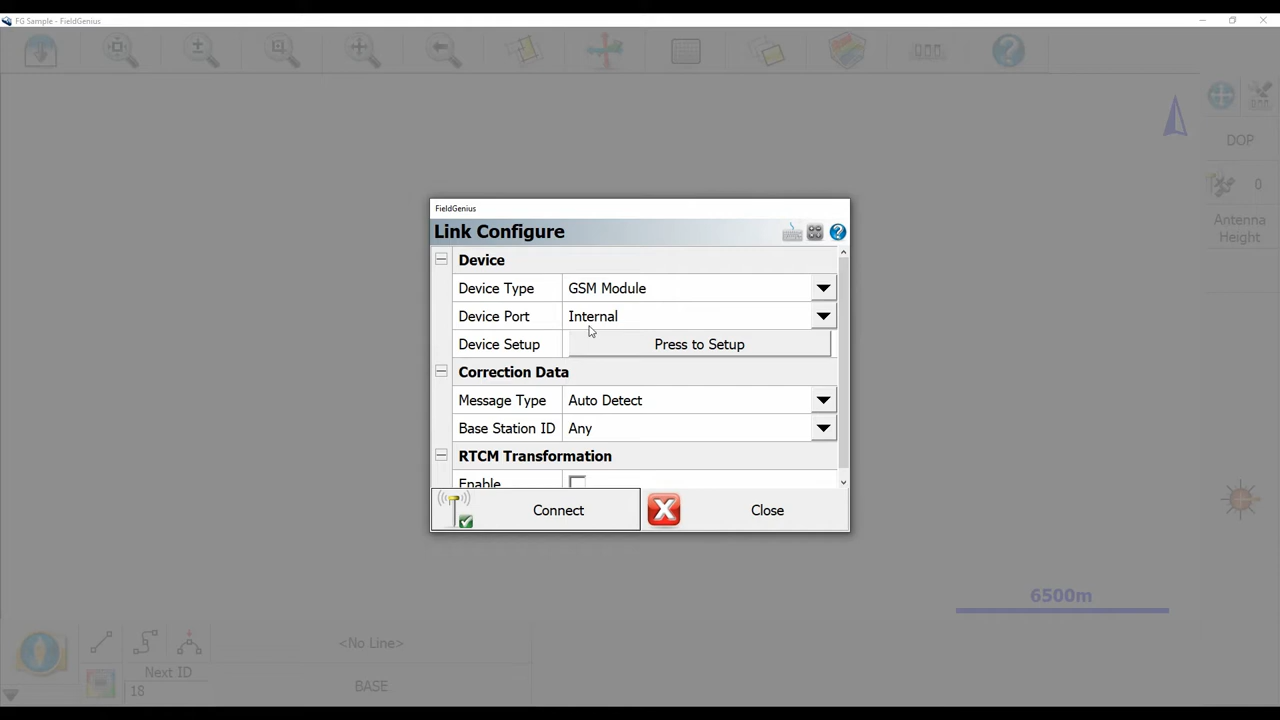 FG Sample - FieldGenius
DOP
0
Antenna
Height
FieldGenius
Link Configure
Device
Device Type GSM Module
Device Port Internal
Device Setup Press to Setup
Correction Data
Message Type Auto Detect
Base Station ID Any
RTCM Transformation
Enable
Connect Close
6500m
<No Line>
Next ID
18
BASE